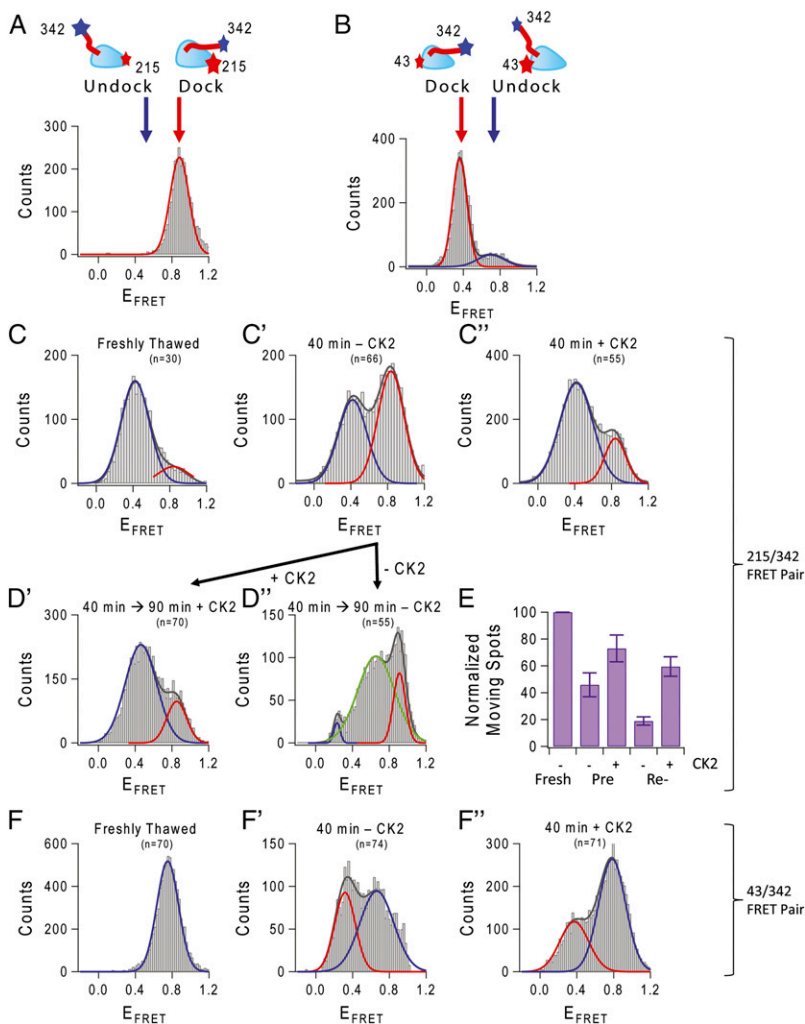 A
342
215
Undock
342
215
Dock
300
200
100
0
Counts
0.0 0.4 0.8 1.2
EFRET
B
43
342
Dock
342
43
Undock
400
200
0
Counts
0.0 0.4 0.8 1.2
EFRET
C
Freshly Thawed
(n=30)
200
100
0
Counts
0.0 0.4 0.8 1.2
EFRET
C'
40 min – CK2
(n=66)
200
100
0
Counts
0.0 0.4 0.8 1.2
EFRET
C''
40 min + CK2
(n=55)
400
200
0
Counts
0.0 0.4 0.8 1.2
EFRET
+ CK2
- CK2
D'
40 min → 90 min + CK2
(n=70)
300
150
0
Counts
0.0 0.4 0.8 1.2
EFRET
D''
40 min → 90 min – CK2
(n=55)
150
100
50
0
Counts
0.0 0.4 0.8 1.2
EFRET
E
Normalized
Moving Spots
100
80
60
40
20
0
- - + - + CK2
Fresh Pre Re-
215/342
FRET Pair
F
Freshly Thawed
(n=70)
600
400
200
0
Counts
0.0 0.4 0.8 1.2
EFRET
F'
40 min – CK2
(n=74)
150
100
50
0
Counts
0.0 0.4 0.8 1.2
EFRET
F''
40 min + CK2
(n=71)
300
200
100
0
Counts
0.0 0.4 0.8 1.2
EFRET
43/342
FRET Pair